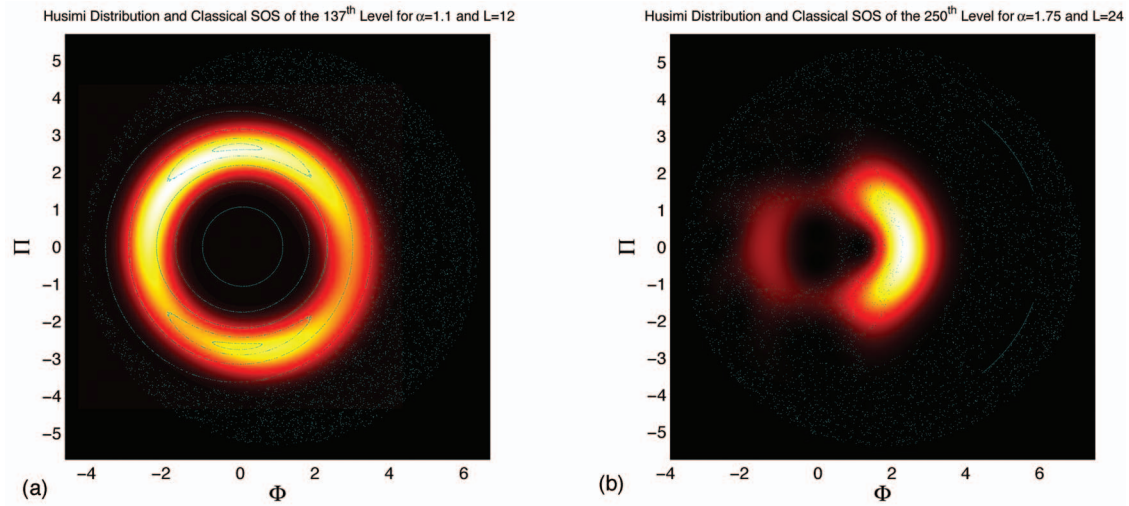 Husimi Distribution and Classical SOS of the 137th Level for α=1.1 and L=12
5
4
3
2
1
0
−1
−2
−3
−4
−5
Π
−4 −2 0 2 4 6
Φ
(a)
Husimi Distribution and Classical SOS of the 250th Level for α=1.75 and L=24
5
4
3
2
1
0
−1
−2
−3
−4
−5
Π
−4 −2 0 2 4 6
Φ
(b)